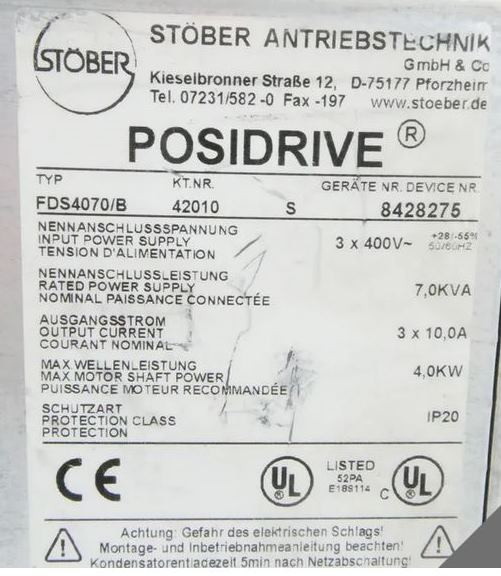 STÖBER
STÖBER ANTRIEBSTECHNIK
GmbH & Co
Kieselbronner Straße 12, D-75177 Pforzheim
Tel. 07231/582 -0 Fax -197 www.stoeber.de
POSIDRIVE ®
TYP KT.NR. GERÄTE NR. DEVICE NR.
FDS4070/B 42010 S 8428275
NENNANSCHLUSSSPANNUNG
INPUT POWER SUPPLY
TENSION D'ALIMENTATION
3 x 400V~ +28/-55% 50/60HZ
NENNANSCHLUSSLEISTUNG
RATED POWER SUPPLY
NOMINAL PAISSANCE CONNECTÉE
7,0KVA
AUSGANGSSTROM
OUTPUT CURRENT
COURANT NOMINAL
3 x 10,0A
MAX.WELLENLEISTUNG
MAX MOTOR SHAFT POWER
PUISSANCE MOTEUR RECOMMANDÉE
4,0KW
SCHUTZART
PROTECTION CLASS
PROTECTION
IP20
CE
UL ®
LISTED
52PA
E188114
C UL ®
Achtung: Gefahr des elektrischen Schlags!
Montage- und Inbetriebnahmeanleitung beachten!
Kondensatorentladezeit 5min nach Netzabschaltung!